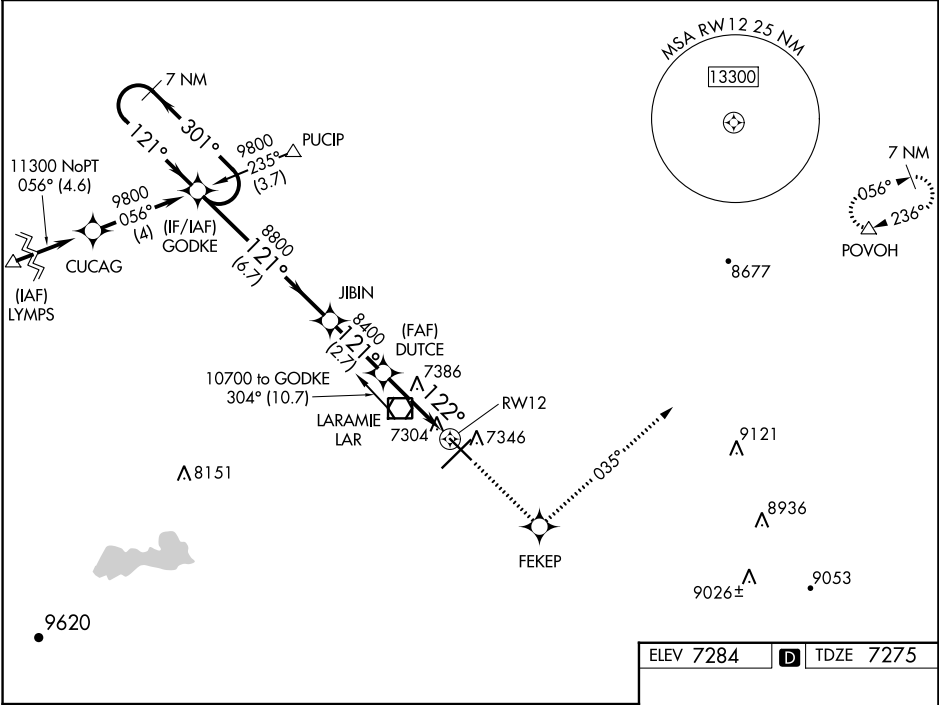 MSA RW12 25 NM
13300
7 NM
301°
121°
PUCIP
9800
235°
(3.7)
11300 NoPT
056° (4.6)
9800
056°
(4)
(IF/IAF)
GODKE
CUCAG
(IAF)
LYMPS
7 NM
056°
236°
POVOH
8677
8800
121°
(6.7)
JIBIN
8400
121°
(2.7)
(FAF)
DUTCE
10700 to GODKE
304° (10.7)
7386
122°
RW12
LARAMIE
LAR
7304
7346
8151
035°
9121
8936
FEKEP
9026±
9053
9620
ELEV 7284 D TDZE 7275